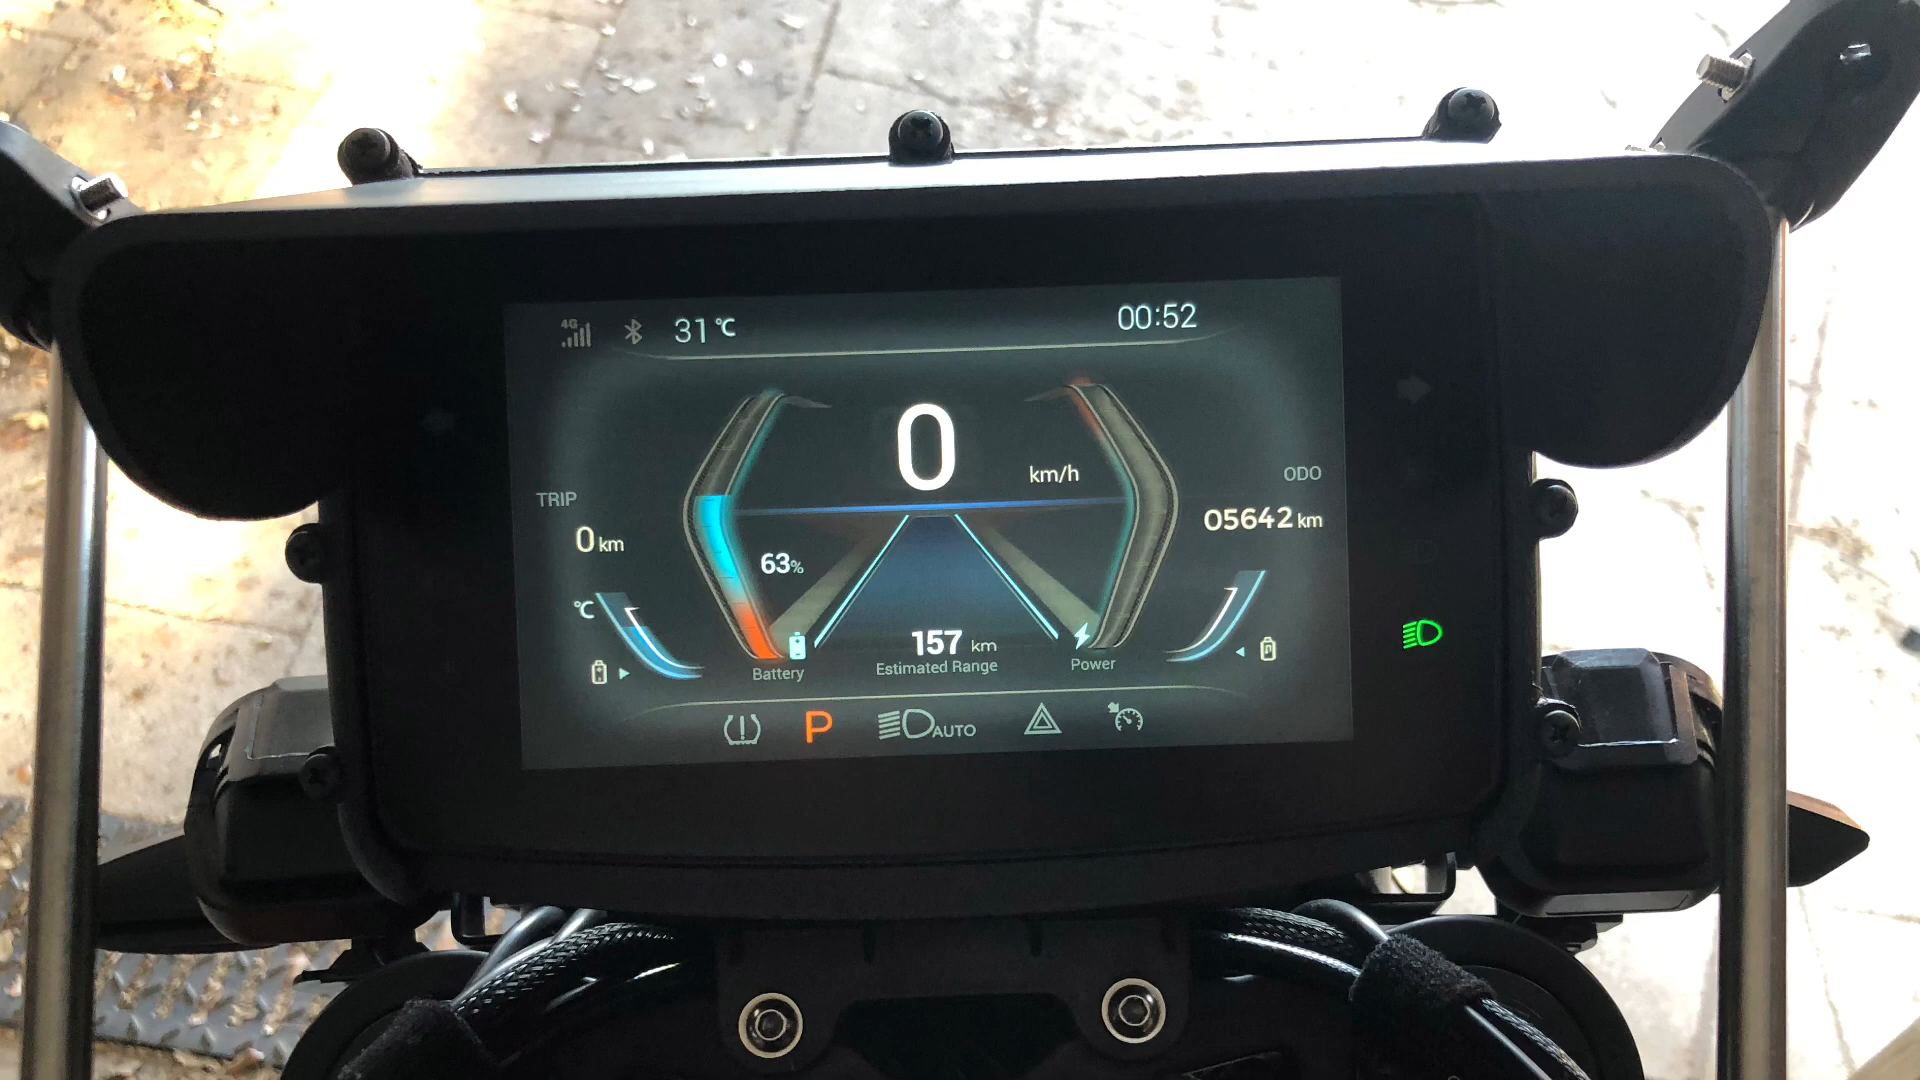 4G 31°C 00:52
0
km/h
TRIP
0 km
ODO
05642 km
63%
°C
157 km
Estimated Range
Battery
Power
P
AUTO